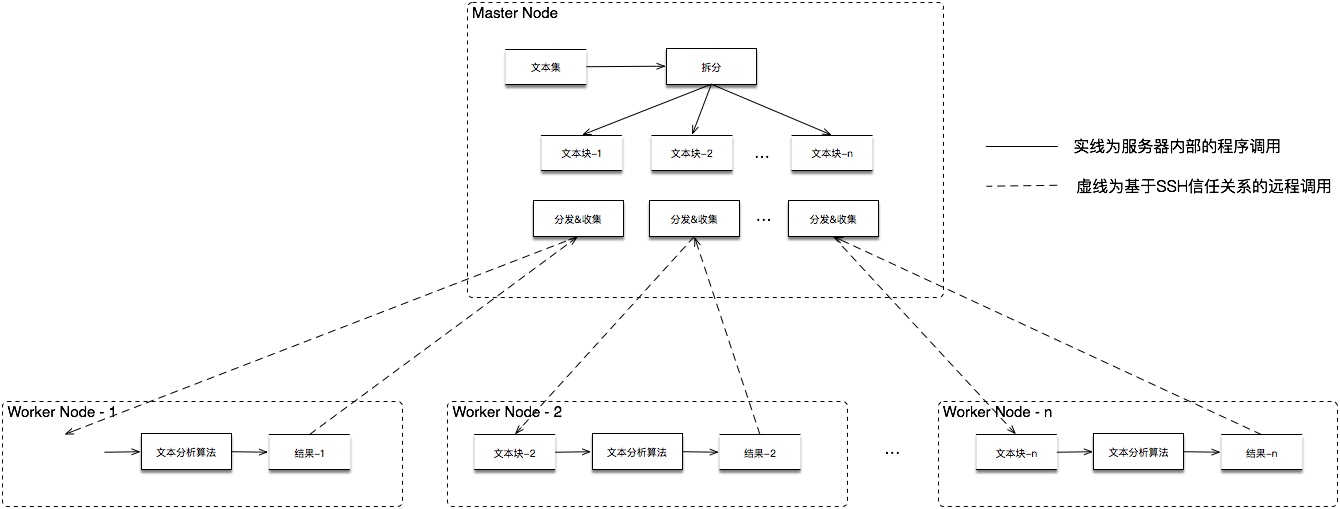 Master Node
文本集
拆分
文本块-1
文本块-2
...
文本块-n
实线为服务器内部的程序调用
虚线为基于SSH信任关系的远程调用
分发&收集
分发&收集
...
分发&收集
Worker Node - 1
文本分析算法
结果-1
Worker Node - 2
文本块-2
文本分析算法
结果-2
...
Worker Node - n
文本块-n
文本分析算法
结果-n